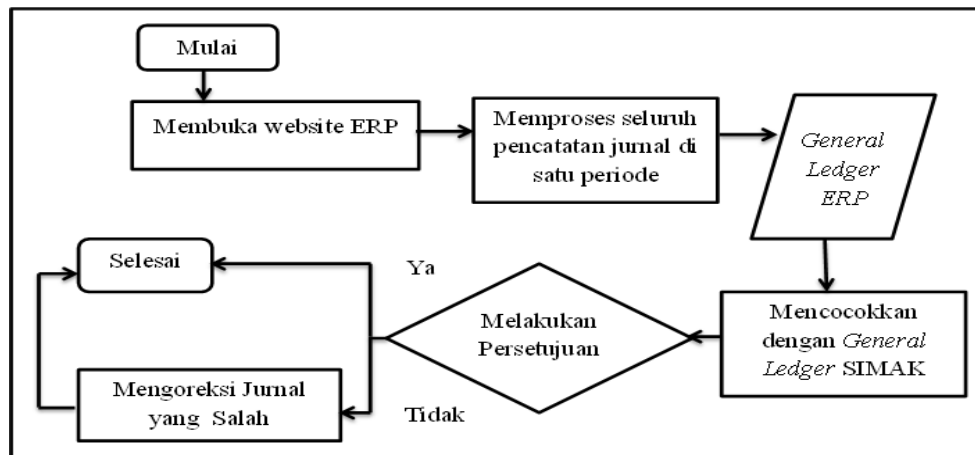 Mulai
Membuka website ERP
Memproses seluruh
pencatatan jurnal di
satu periode
General
Ledger
ERP
Mencocokkan
dengan General
Ledger SIMAK
Melakukan
Persetujuan
Ya
Selesai
Tidak
Mengoreksi Jurnal
yang Salah